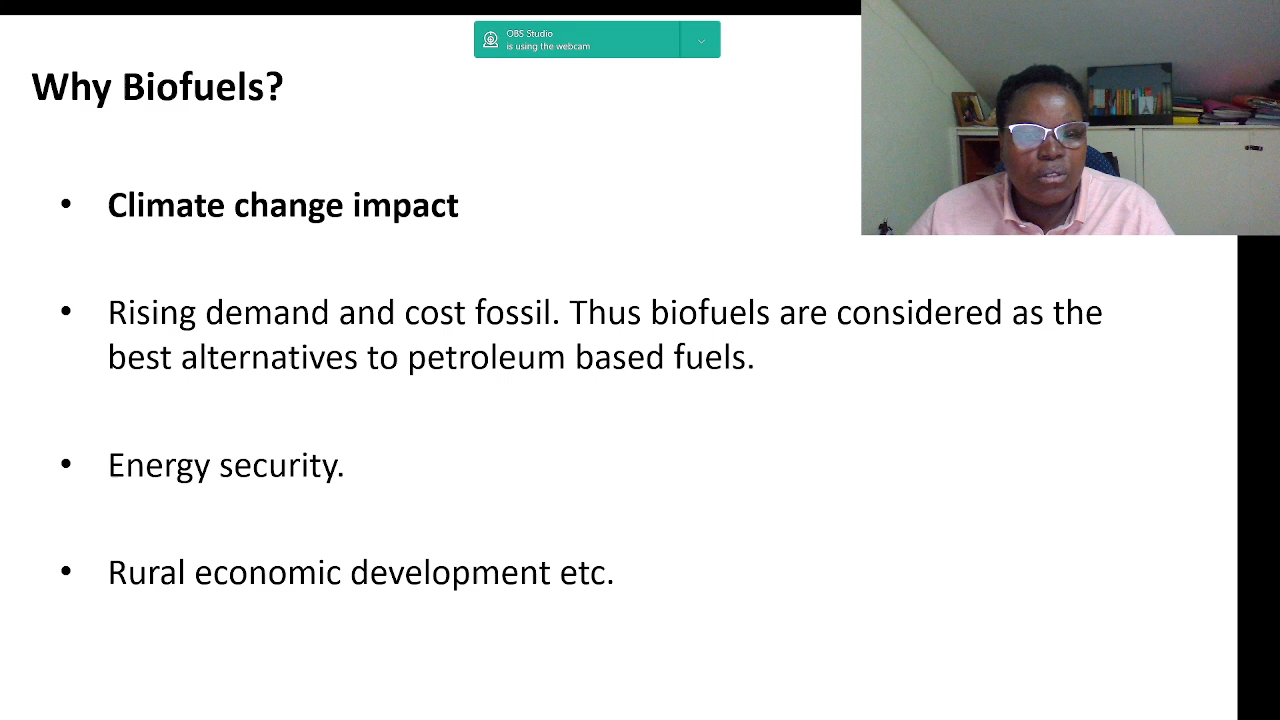 OBS Studio
is using the webcam
Why Biofuels?
• Climate change impact
• Rising demand and cost fossil. Thus biofuels are considered as the
best alternatives to petroleum based fuels.
• Energy security.
• Rural economic development etc.